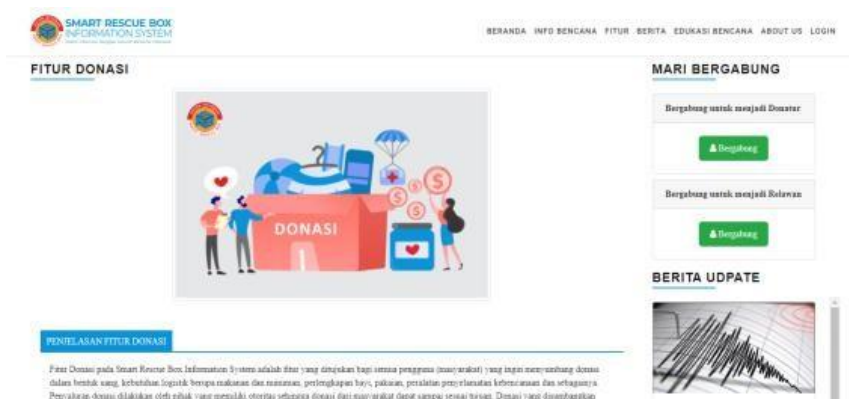 SMART RESCUE BOX
INFORMATION SYSTEM
BERANDA INFO BENCANA FITUR BERITA EDUKASI BENCANA ABOUT US LOGIN
FITUR DONASI
MARI BERGABUNG
Bergabung untuk menjadi Donatur
Bergabung
DONASI
Bergabung untuk menjadi Relawan
Bergabung
BERITA UDPATE
PENJELASAN FITUR DONASI
Fitur Donasi pada Smart Rescue Box Information System adalah fitur yang ditujukan bagi semua pengguna (masyarakat) yang ingin menyumbang donasi
dalam bentuk uang, kebutuhan logistik berupa makanan dan minuman, perlengkapan bayi, pakaian, peralatan penyelamatan kebencanaan dan sebagainya.
Penyaluran donasi dilakukan oleh pihak yang memiliki otoritas sehingga donasi dari masyarakat dapat sampai sesuai tujuan. Donasi yang disumbangkan